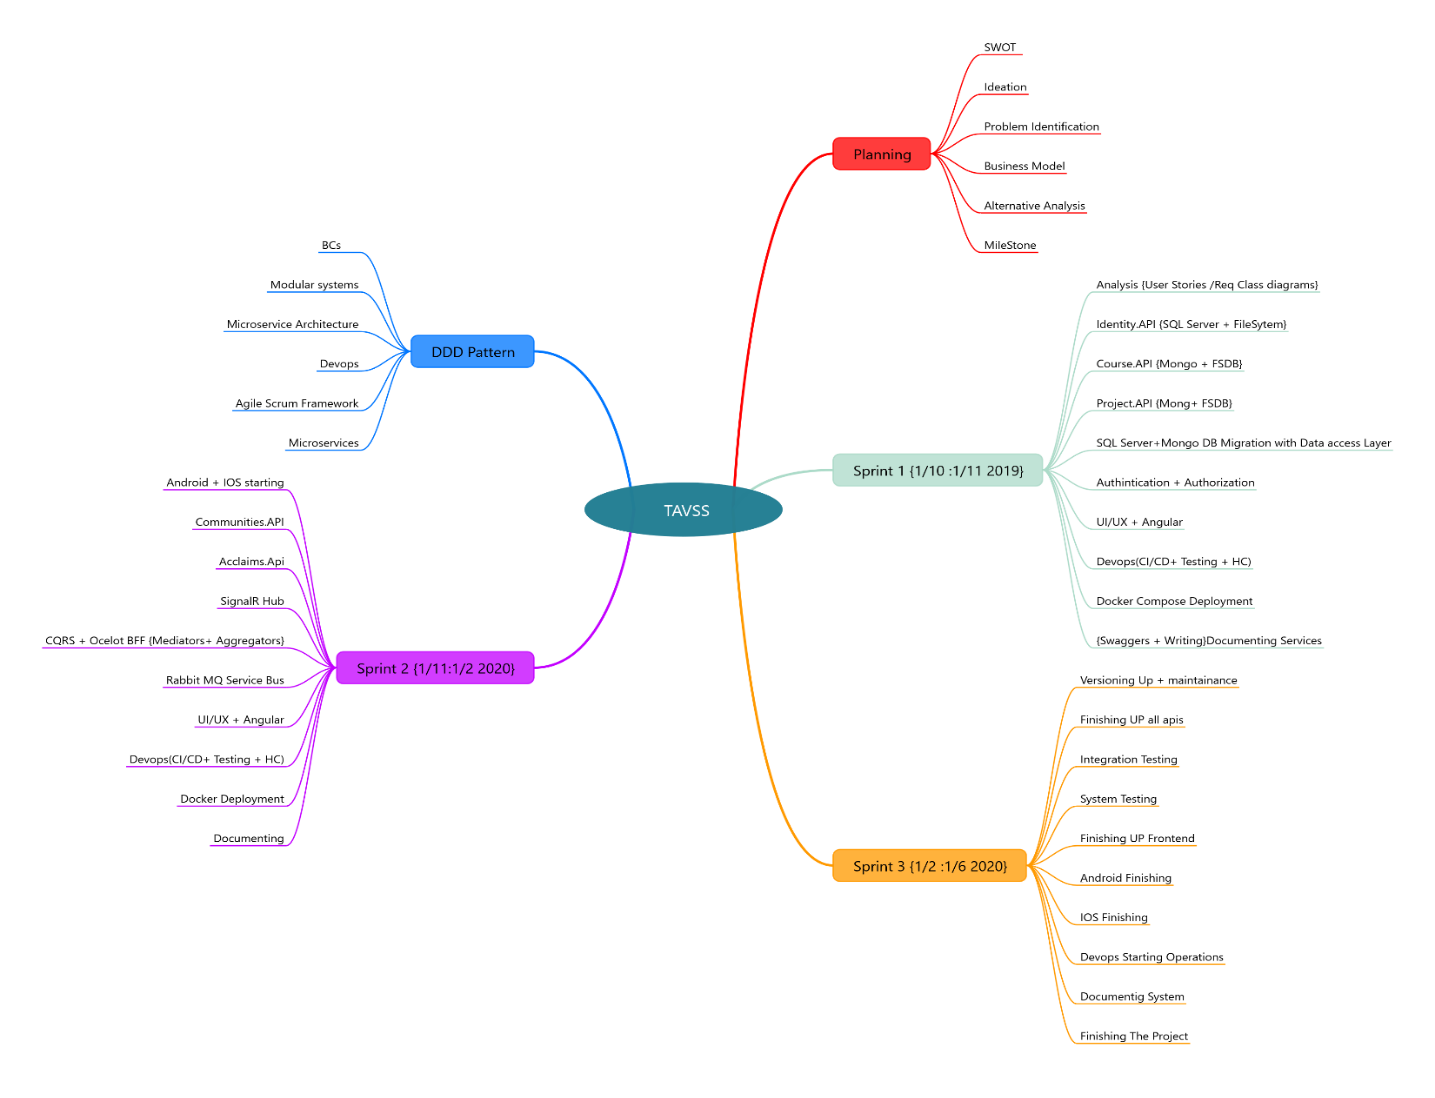 TAVSS
Planning
SWOT
Ideation
Problem Identification
Business Model
Alternative Analysis
MileStone
Sprint 1 {1/10 :1/11 2019}
Analysis {User Stories /Req Class diagrams}
Identity.API {SQL Server + FileSytem}
Course.API {Mongo + FSDB}
Project.API {Mong+ FSDB}
SQL Server+Mongo DB Migration with Data access Layer
Authintication + Authorization
UI/UX + Angular
Devops(CI/CD+ Testing + HC)
Docker Compose Deployment
{Swaggers + Writing}Documenting Services
Sprint 3 {1/2 :1/6 2020}
Versioning Up + maintainance
Finishing UP all apis
Integration Testing
System Testing
Finishing UP Frontend
Android Finishing
IOS Finishing
Devops Starting Operations
Documentig System
Finishing The Project
DDD Pattern
BCs
Modular systems
Microservice Architecture
Devops
Agile Scrum Framework
Microservices
Sprint 2 {1/11:1/2 2020}
Android + IOS starting
Communities.API
Acclaims.Api
SignalR Hub
CQRS + Ocelot BFF {Mediators+ Aggregators}
Rabbit MQ Service Bus
UI/UX + Angular
Devops(CI/CD+ Testing + HC)
Docker Deployment
Documenting